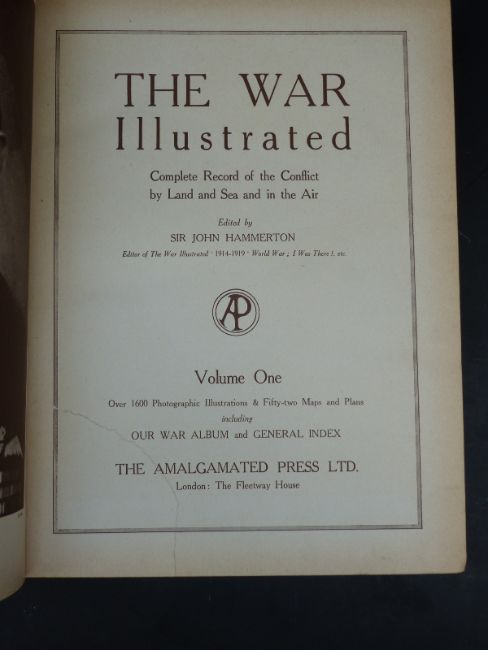 THE WAR
Illustrated
Complete Record of the Conflict
by Land and Sea and in the Air
Edited by
SIR JOHN HAMMERTON
Editor of The War Illustrated · 1914-1919 · World War ; I Was There !, etc.
AP
Volume One
Over 1600 Photographic Illustrations & Fifty-two Maps and Plans
including
OUR WAR ALBUM and GENERAL INDEX
THE AMALGAMATED PRESS LTD.
London: The Fleetway House